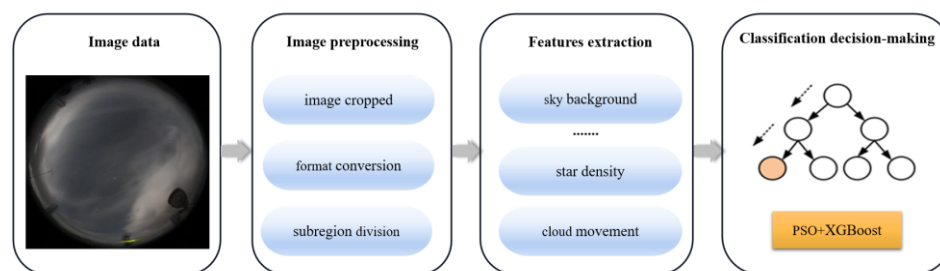 Image data
Image preprocessing
image cropped
format conversion
subregion division
Features extraction
sky background
.......
star density
cloud movement
Classification decision-making
PSO+XGBoost